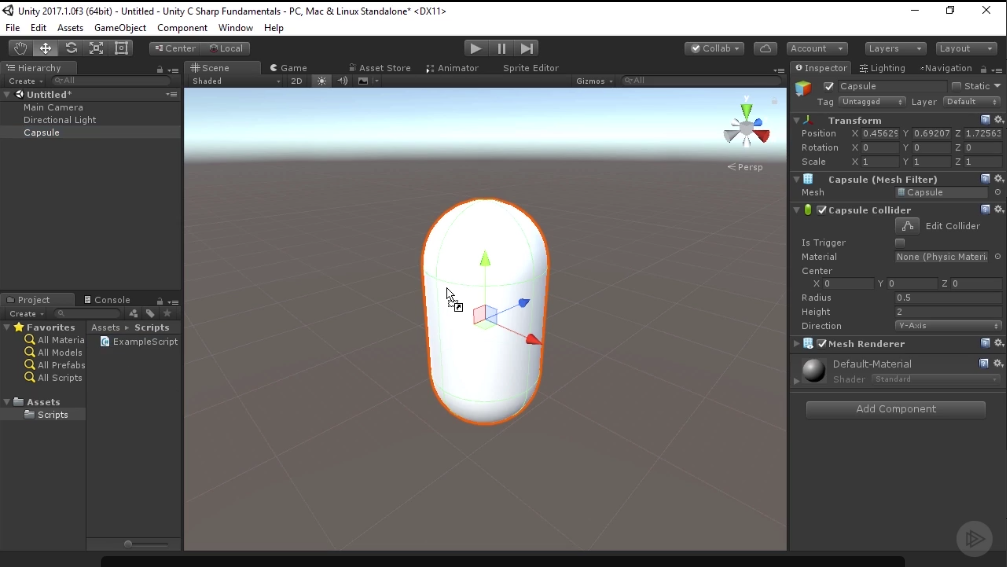 Unity 2017.1.0f3 (64bit) - Untitled - Unity C Sharp Fundamentals - PC, Mac & Linux Standalone* <DX11>
File Edit Assets GameObject Component Window Help
Center Local Collab Account Layers Layout
Hierarchy
Create All
Untitled*
Main Camera
Directional Light
Capsule
Scene Game Asset Store Animator Sprite Editor
Shaded 2D Gizmos All
Persp
Project Console
Create
Favorites
All Materia
All Models
All Prefabs
All Scripts
Assets
Scripts
Assets Scripts
ExampleScript
Inspector Lighting Navigation
Capsule Static
Tag Untagged Layer Default
Transform
Position X 0.45629 Y 0.69207 Z 1.72563
Rotation X 0 Y 0 Z 0
Scale X 1 Y 1 Z 1
Capsule (Mesh Filter)
Mesh Capsule
Capsule Collider
Edit Collider
Is Trigger
Material None (Physic Materi
Center
X 0 Y 0 Z 0
Radius 0.5
Height 2
Direction Y-Axis
Mesh Renderer
Default-Material
Shader Standard
Add Component